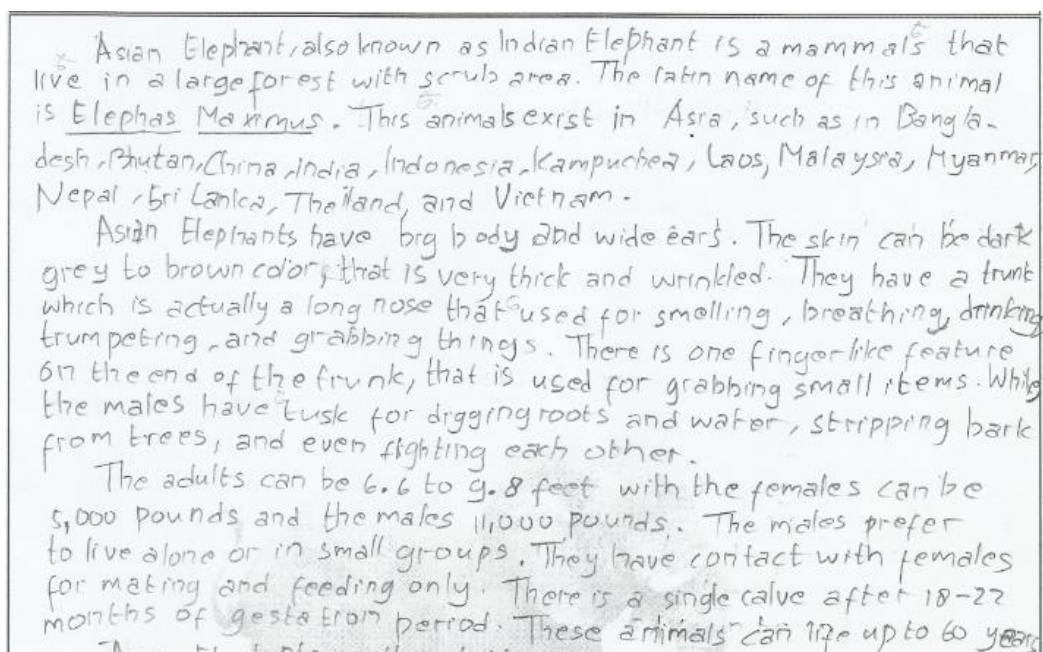 Asian Elephant, also known as Indian Elephant is a mammals that
live in a large forest with scrub area. The latin name of this animal
is Elephas Maximus. This animals exist in Asia, such as in Bangla-
desh, Bhutan, China, India, Indonesia, Kampuchea, Laos, Malaysia, Myanmar,
Nepal, Sri Lanka, Thailand, and Vietnam.
Asian Elephants have big body and wide ears. The skin can be dark
grey to brown color, that is very thick and wrinkled. They have a trunk
which is actually a long nose that used for smelling, breathing, drinking,
trumpeting, and grabbing things. There is one fingerlike feature
on the end of the trunk, that is used for grabbing small items. While
the males have tusk for digging roots and water, stripping bark
from trees, and even fighting each other.
The adults can be 6.6 to 9.8 feet with the females can be
5,000 pounds and the males 11,000 pounds. The males prefer
to live alone or in small groups. They have contact with females
for mating and feeding only. There is a single calve after 18-22
months of gestation period. These animals can live up to 60 years